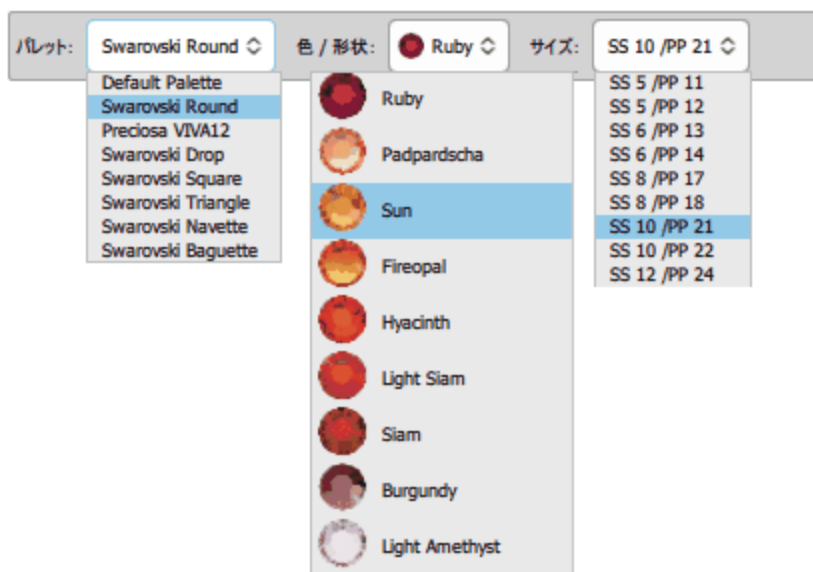 パレット: Swarovski Round 色 / 形状: Ruby サイズ: SS 10 /PP 21
Default Palette
Swarovski Round
Preciosa VIVA12
Swarovski Drop
Swarovski Square
Swarovski Triangle
Swarovski Navette
Swarovski Baguette
Ruby
Padpardscha
Sun
Fireopal
Hyacinth
Light Siam
Siam
Burgundy
Light Amethyst
SS 5 /PP 11
SS 5 /PP 12
SS 6 /PP 13
SS 6 /PP 14
SS 8 /PP 17
SS 8 /PP 18
SS 10 /PP 21
SS 10 /PP 22
SS 12 /PP 24